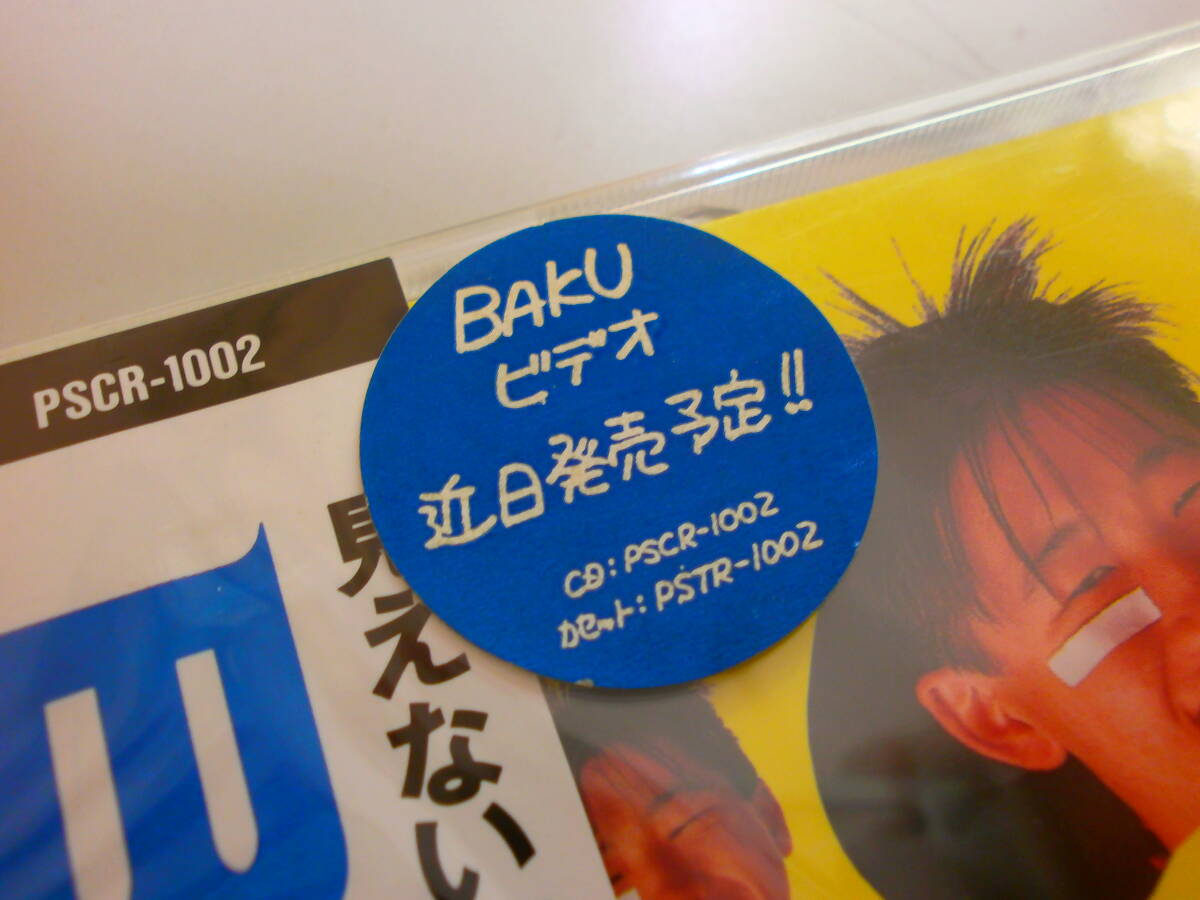 PSCR-1002
BAKU
ビデオ
近日発売予定!!
CD:PSCR-1002
カセット:PSTR-1002
見えない